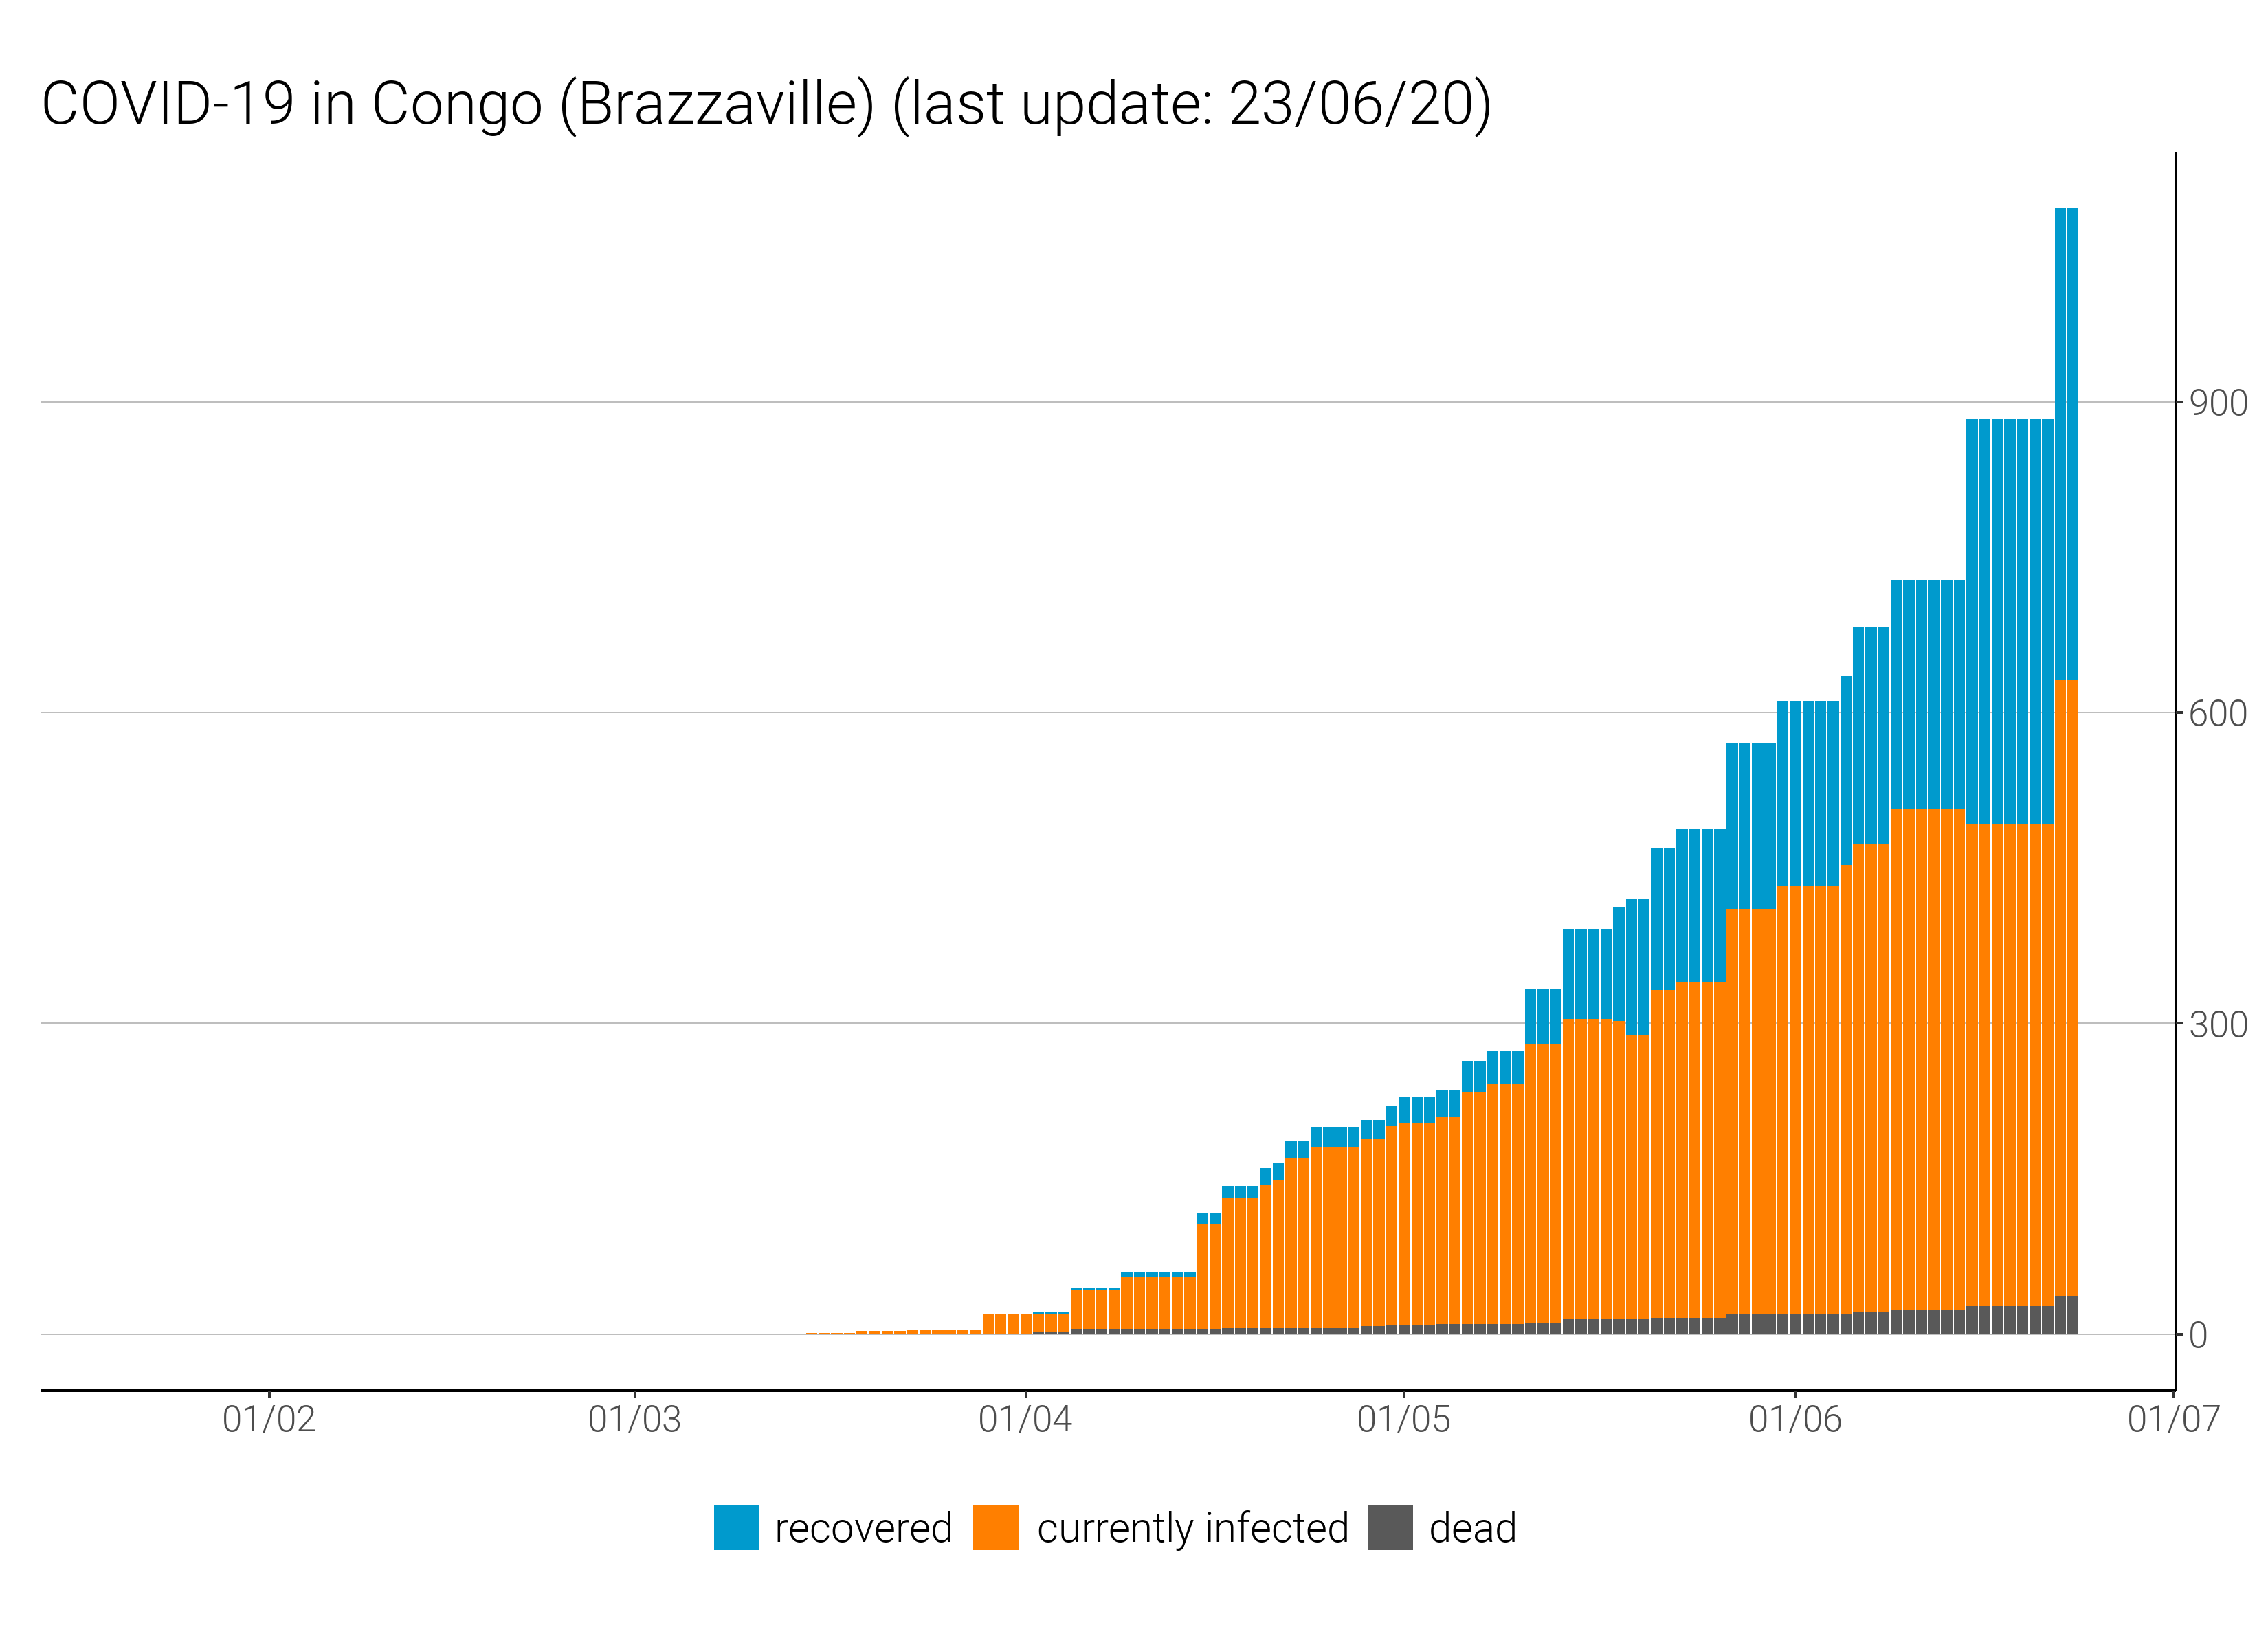 COVID-19 in Congo (Brazzaville) (last update: 23/06/20)
900
600
300
0
01/02 01/03 01/04 01/05 01/06 01/07
recovered currently infected dead